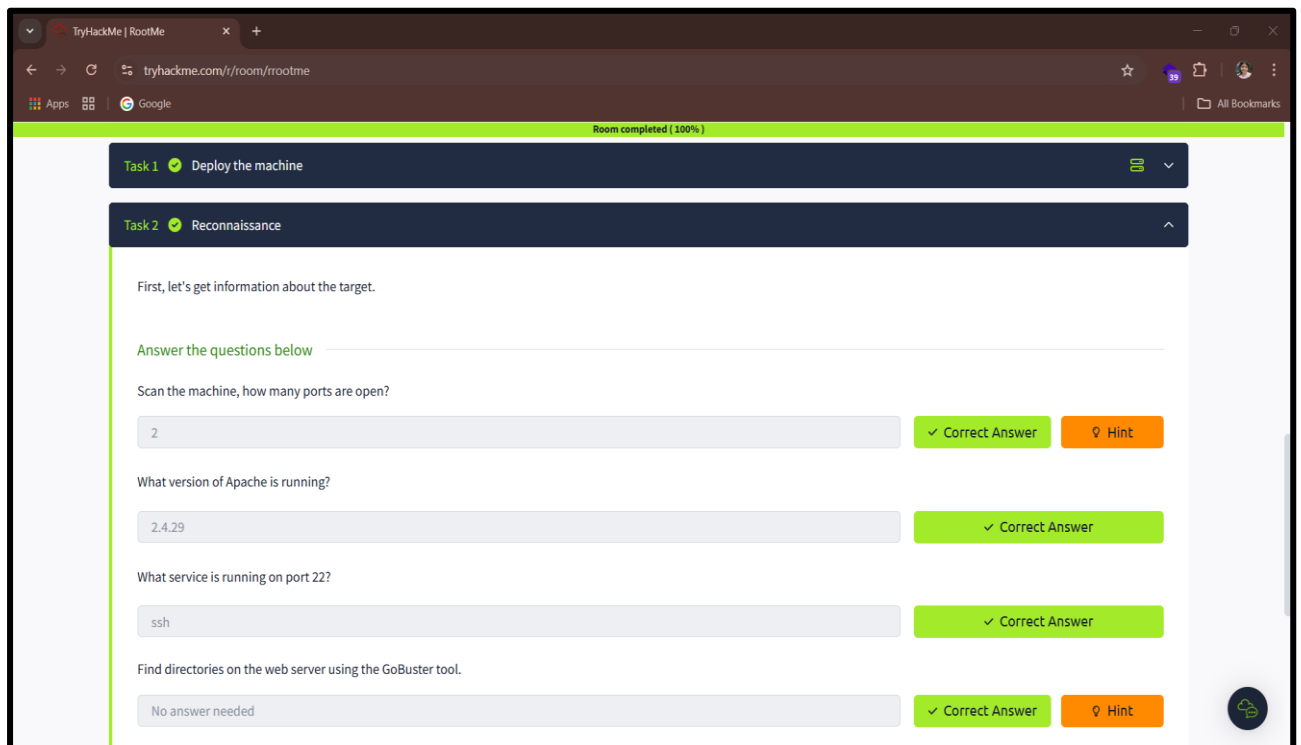 TryHackMe | RootMe
tryhackme.com/r/room/rrootme
39
Apps
Google
All Bookmarks
Room completed ( 100% )
Task 1 Deploy the machine
Task 2 Reconnaissance
First, let's get information about the target.
Answer the questions below
Scan the machine, how many ports are open?
2 Correct Answer Hint
What version of Apache is running?
2.4.29 Correct Answer
What service is running on port 22?
ssh Correct Answer
Find directories on the web server using the GoBuster tool.
No answer needed Correct Answer Hint